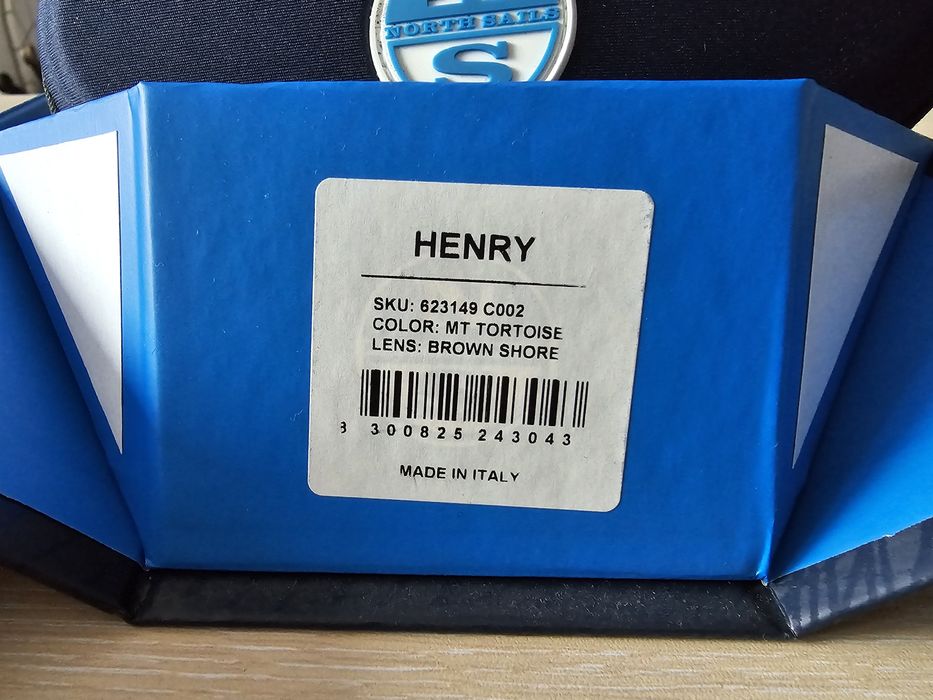 NORTH SAILS
S
HENRY
SKU: 623149 C002
COLOR: MT TORTOISE
LENS: BROWN SHORE
8 300825 243043
MADE IN ITALY